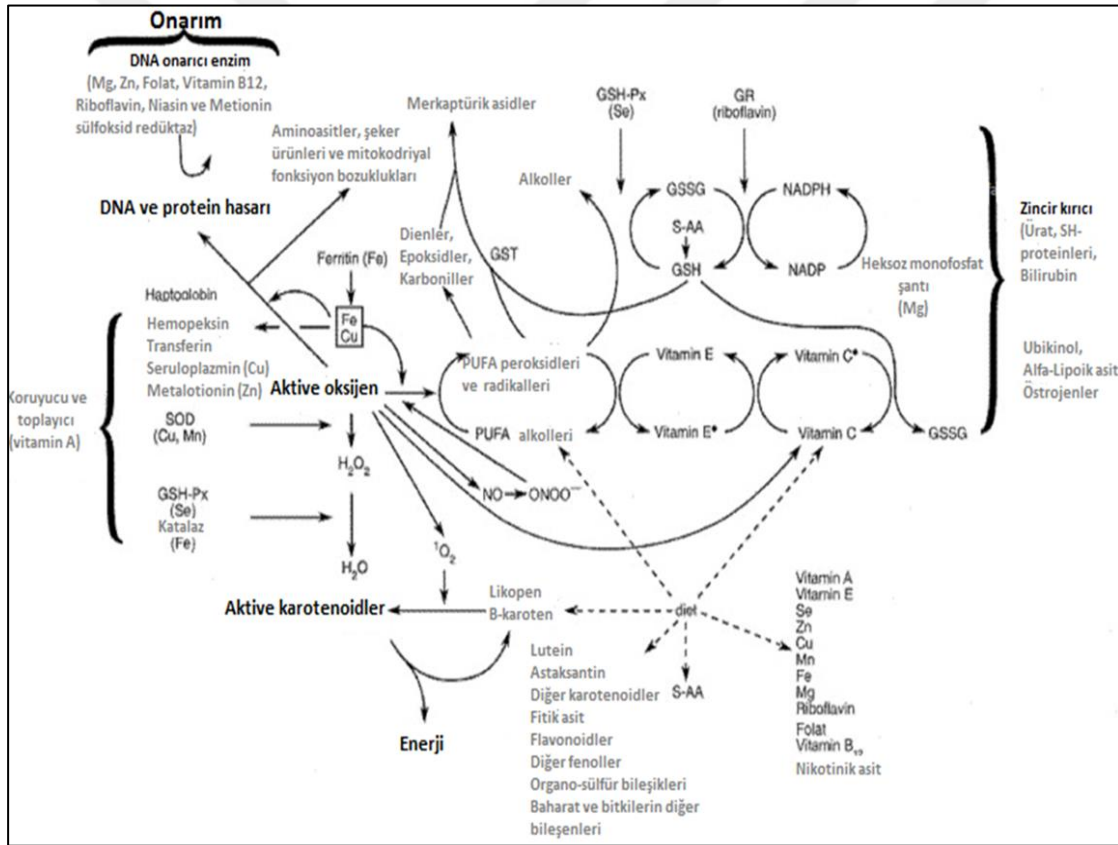 Onarım
DNA onarıcı enzim
(Mg, Zn, Folat, Vitamin B12,
Riboflavin, Niasin ve Metionin
sülfoksid redüktaz)
DNA ve protein hasarı
Aminoasitler, şeker
ürünleri ve mitokodriyal
fonksiyon bozuklukları
Merkaptürik asidler
Alkoller
GSH-Px
(Se)
GR
(riboflavin)
GSSG
S-AA
GSH
NADPH
NADP
Heksoz monofosfat
şantı
(Mg)
Zincir kırıcı
(Ürat, SH-
proteinleri,
Bilirubin
Ubikinol,
Alfa-Lipoik asit
Östrojenler
Dienler,
Epoksidler,
Karboniller
GST
Ferritin (Fe)
Fe
Cu
Haptoglobin
Hemopeksin
Transferin
Seruloplazmin (Cu)
Metalotionin (Zn)
Koruyucu ve
toplayıcı
(vitamin A)
SOD
(Cu, Mn)
GSH-Px
(Se)
Katalaz
(Fe)
Aktive oksijen
H₂O₂
H₂O
NO
ONOO⁻
¹O₂
PUFA peroksidleri
ve radikalleri
PUFA alkolleri
Vitamin E
Vitamin E•
Vitamin C•
Vitamin C
GSSG
Aktive karotenoidler
Likopen
B-karoten
Enerji
diet
Lutein
Astaksantin
Diğer karotenoidler
Fitik asit
Flavonoidler
Diğer fenoller
Organo-sülfür bileşikleri
Baharat ve bitkilerin diğer
bileşenleri
S-AA
Vitamin A
Vitamin E
Se
Zn
Cu
Mn
Fe
Mg
Riboflavin
Folat
Vitamin B
Nikotinik asit